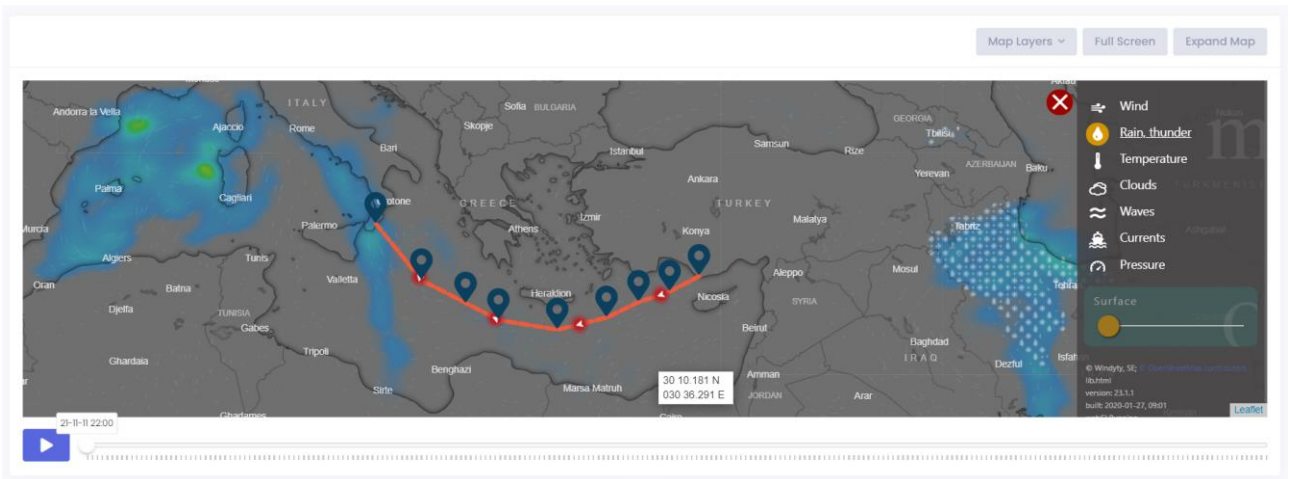 Map Layers
Full Screen
Expand Map
Andorra la Vella
ITALY
Sofia BULGARIA
Skopje
Ajaccio
Rome
Bari
Istanbul
Samsun
Rize
GEORGIA
Tbilisi
AZERBAIJAN
Baku
Yerevan
Ankara
Palma
Cagliari
otone
GREECE
TURKEY
Izmir
Malatya
Murcia
Palermo
Athens
Konya
Tabriz
Algiers
Tunis
Aleppo
Mosul
Oran
Batna
Valletta
Heraklion
Nicosia
SYRIA
Djelfa
TUNISIA
Gabes
Beirut
Baghdad
IRAQ
Ghardaia
Tripoli
Benghazi
Dezful
Isfah
Sirte
Marsa Matruh
Amman
JORDAN
Arar
Ghardames
Cairo
30 10.181 N
030 36.291 E
Wind
Rain, thunder
Temperature
Clouds
Waves
Currents
Pressure
Surface
© Windyty, SE;
lib.html
version: 23.1.1
built: 2020-01-27, 09:01
Leaflet
21-11-11 22:00